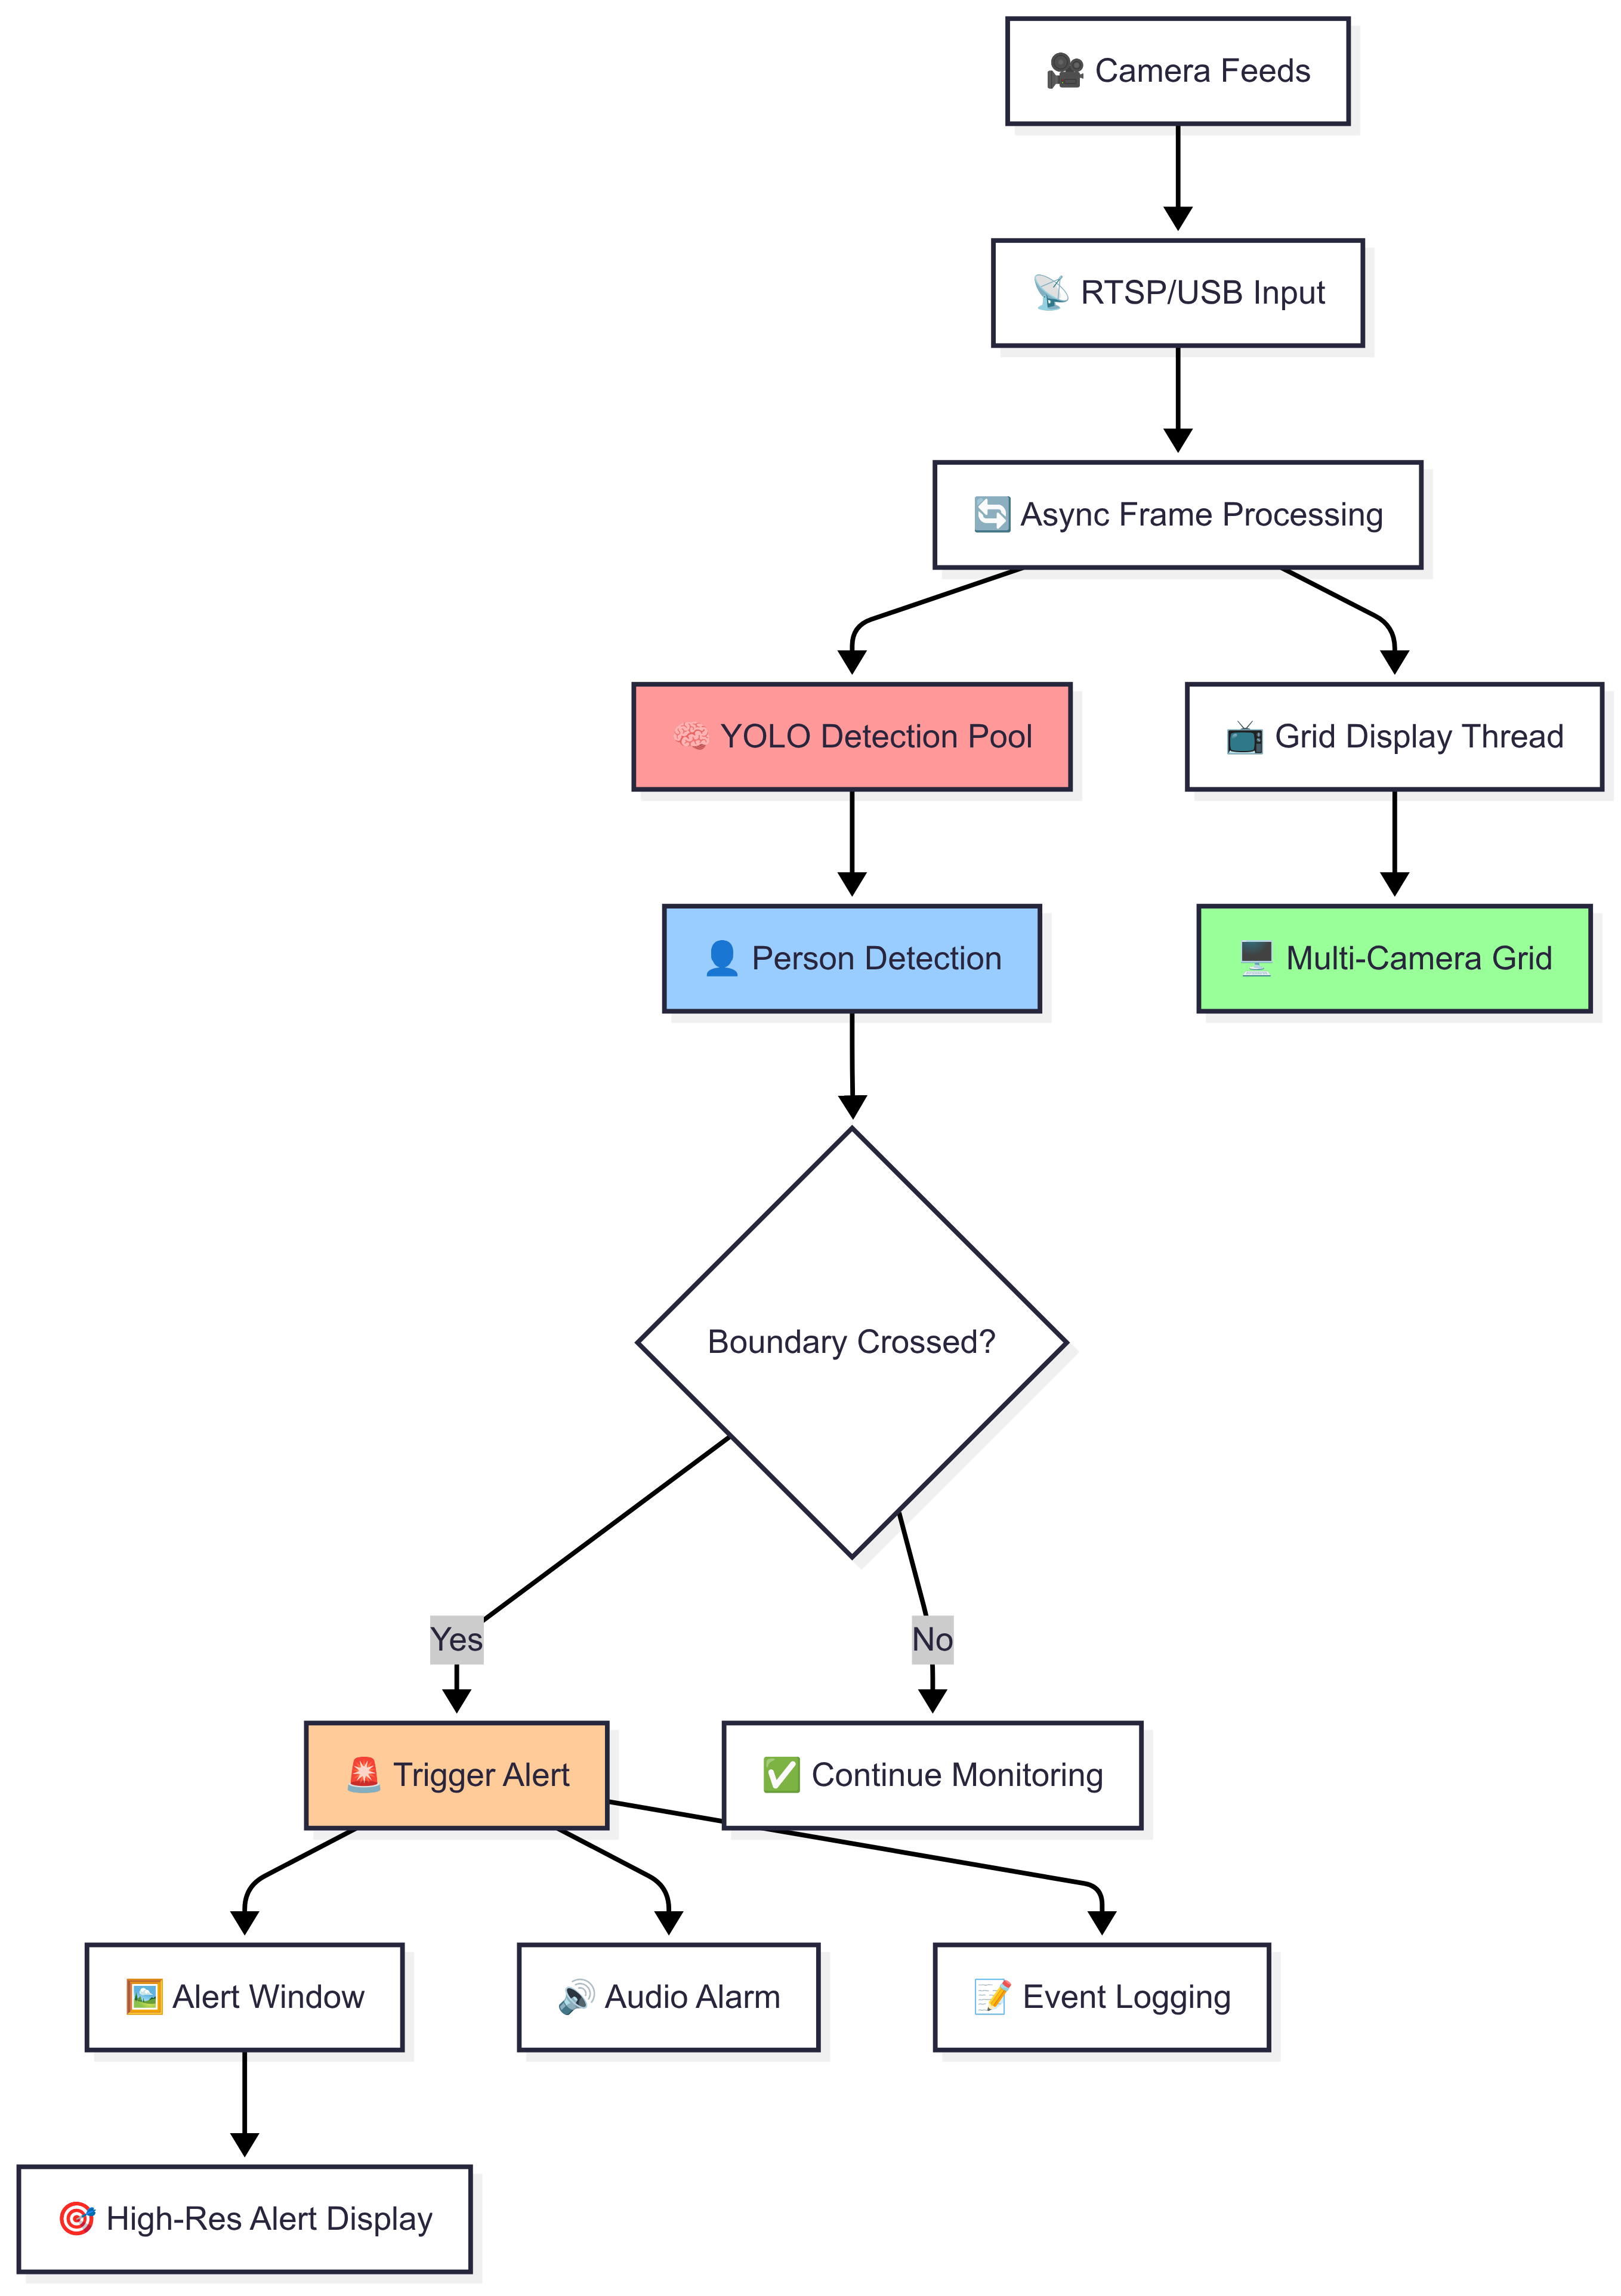 🎥 Camera Feeds
📡 RTSP/USB Input
🔄 Async Frame Processing
🧠 YOLO Detection Pool
📺 Grid Display Thread
👤 Person Detection
🖥️ Multi-Camera Grid
Boundary Crossed?
Yes
No
🚨 Trigger Alert
✅ Continue Monitoring
🖼️ Alert Window
🔊 Audio Alarm
📝 Event Logging
🎯 High-Res Alert Display